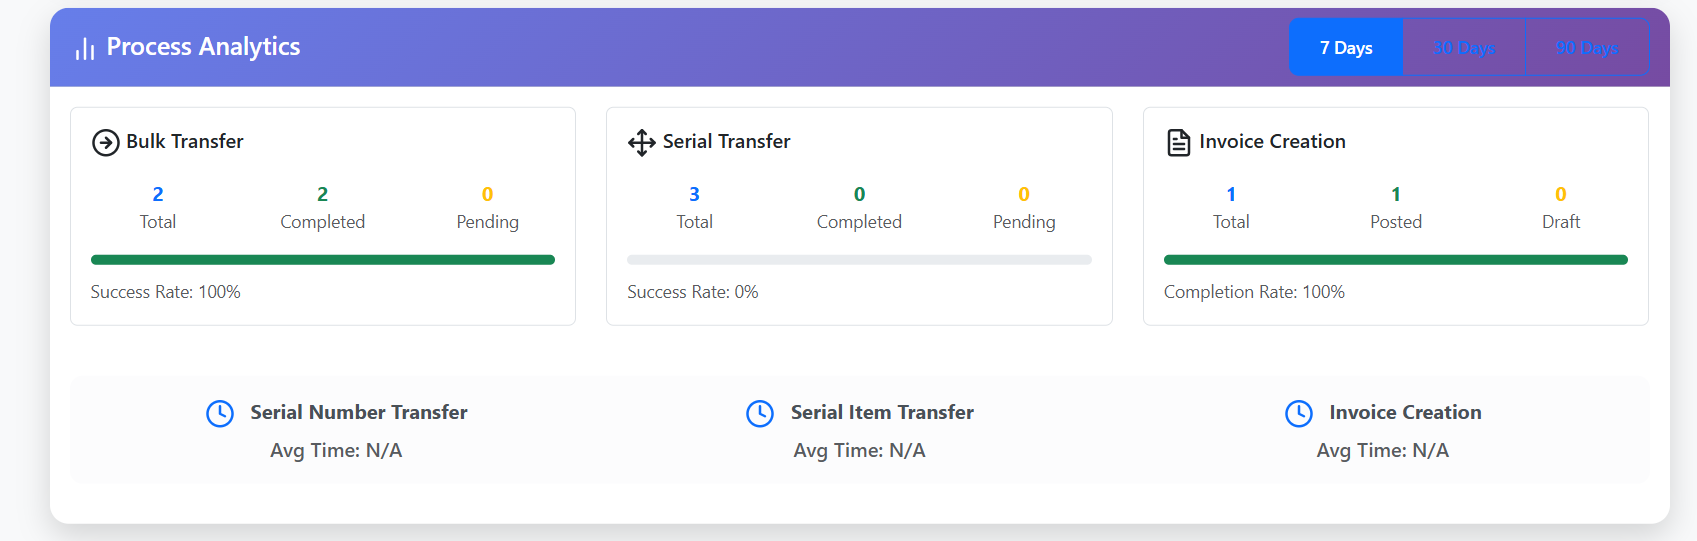 Process Analytics
7 Days
30 Days
90 Days
Bulk Transfer
2
2
0
Total
Completed
Pending
Success Rate: 100%
Serial Transfer
3
0
0
Total
Completed
Pending
Success Rate: 0%
Invoice Creation
1
1
0
Total
Posted
Draft
Completion Rate: 100%
Serial Number Transfer
Avg Time: N/A
Serial Item Transfer
Avg Time: N/A
Invoice Creation
Avg Time: N/A